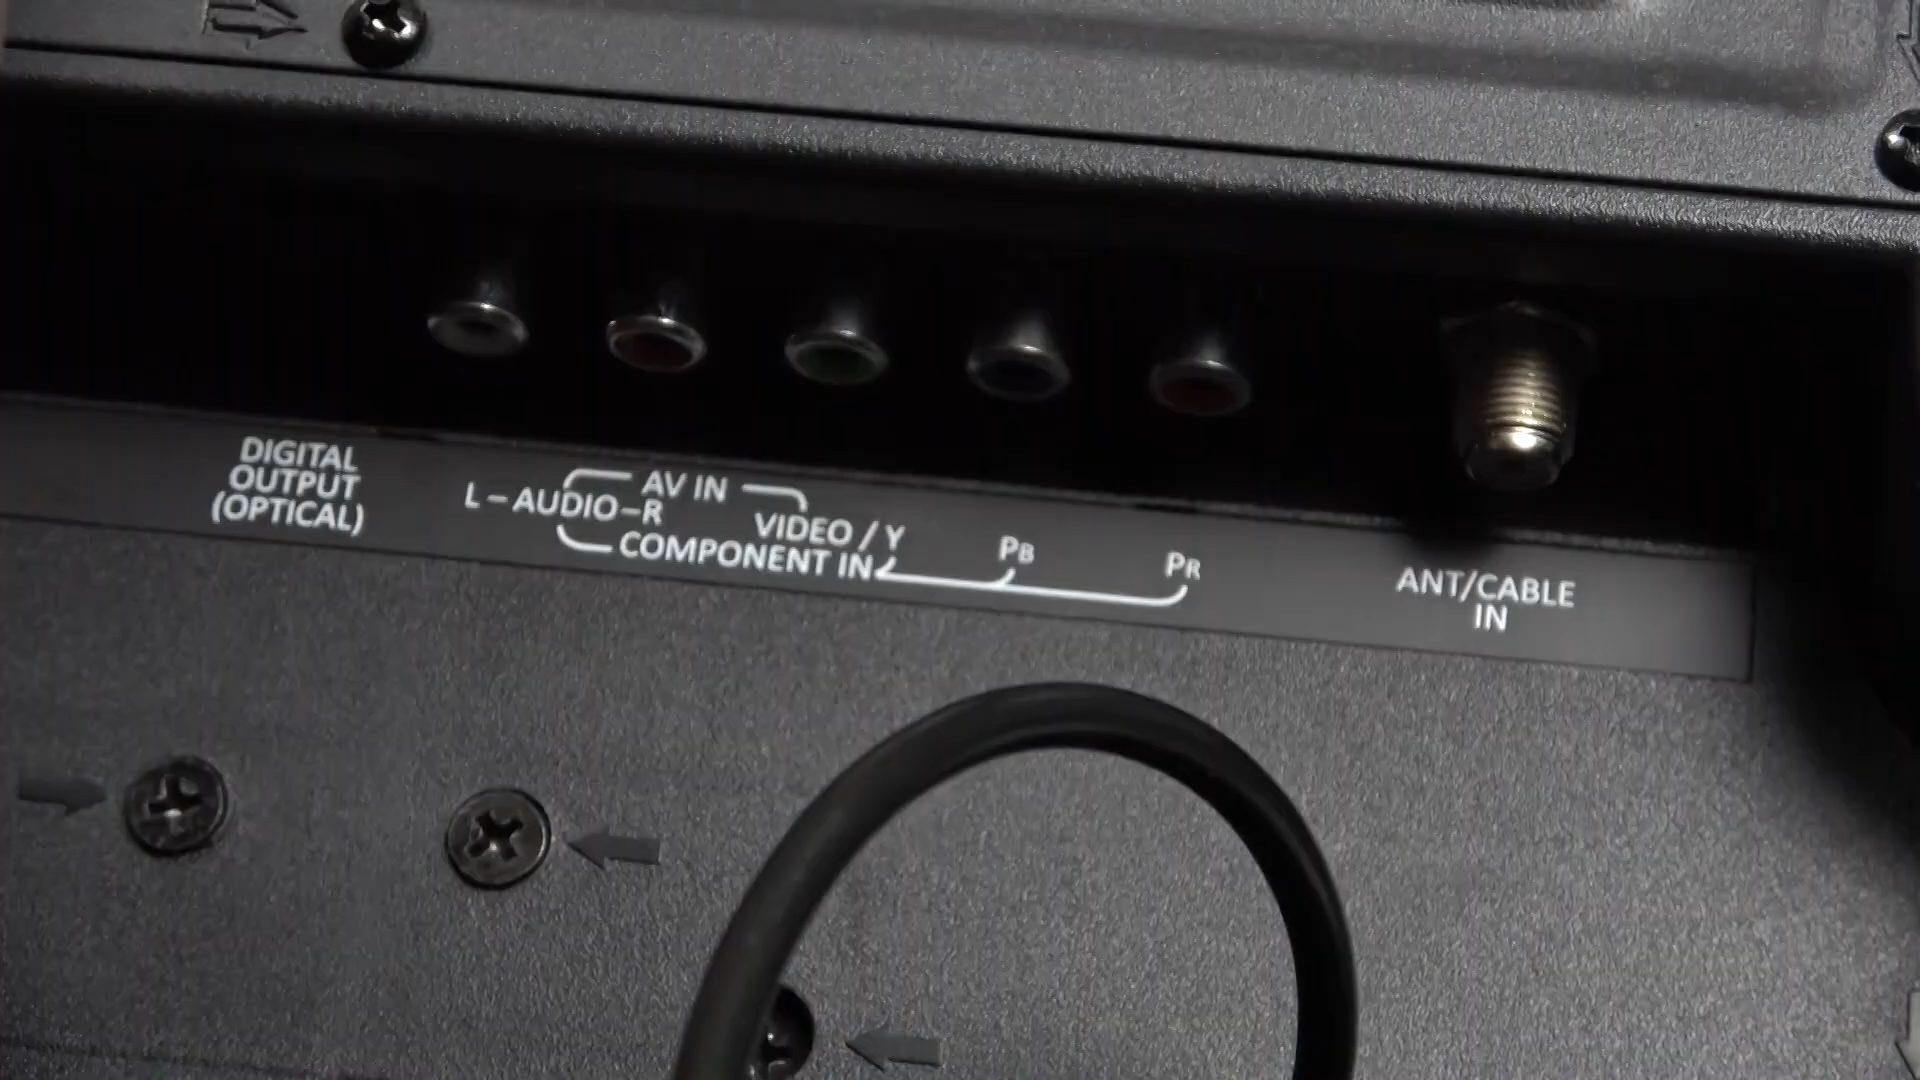 DIGITAL
OUTPUT
(OPTICAL)
AV IN
L – AUDIO – R
VIDEO / Y
COMPONENT IN
PB
PR
ANT/CABLE
IN